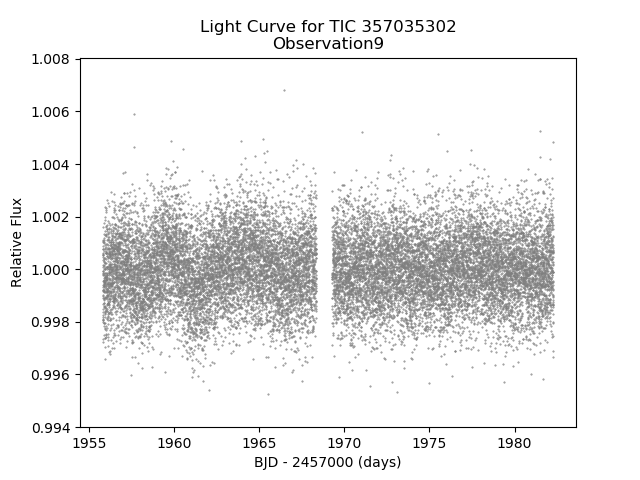 Light Curve for TIC 357035302
Observation9
1.008
1.006
1.004
1.002
1.000
0.998
0.996
0.994
Relative Flux
1955 1960 1965 1970 1975 1980
BJD - 2457000 (days)